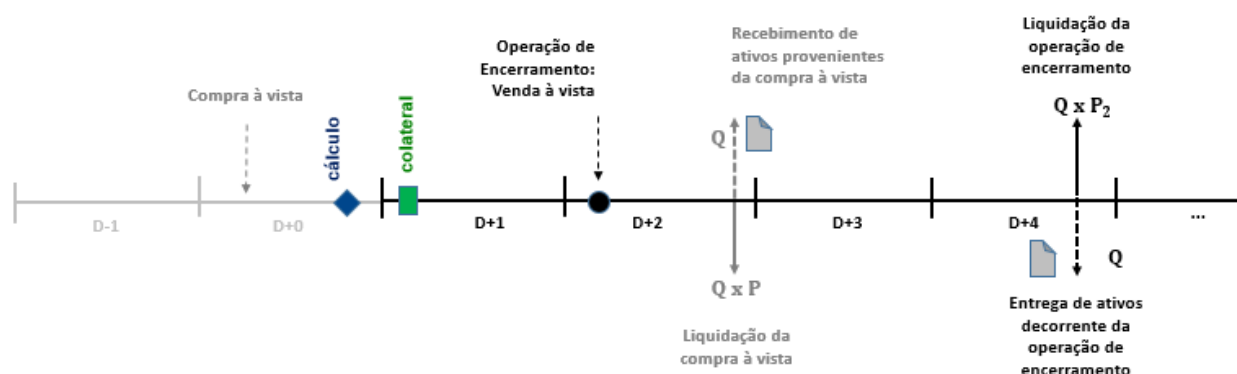 Compra à vista
cálculo
colateral
Operação de
Encerramento:
Venda à vista
Recebimento de
ativos provenientes
da compra à vista
Liquidação da
operação de
encerramento
Q x P₂
Q
D-1
D+0
D+1
D+2
D+3
D+4
...
Q x P
Liquidação da
compra à vista
Q
Entrega de ativos
decorrente da
operação de
encerramento